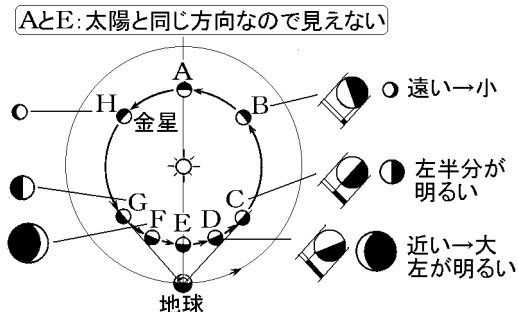 AとE:太陽と同じ方向なので見えない
A
H
B
金星
遠い→小
G
F
E
D
C
左半分が
明るい
近い→大
左が明るい
地球